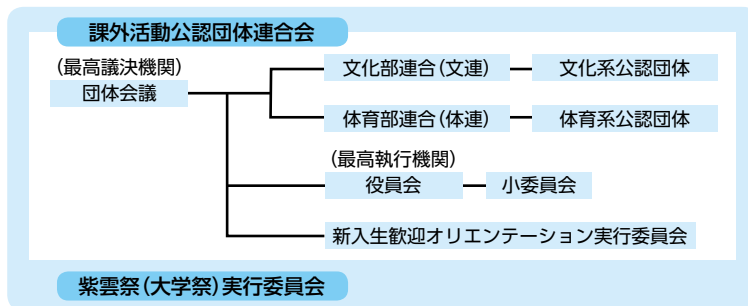 課外活動公認団体連合会
(最高議決機関)
団体会議
文化部連合(文連)
文化系公認団体
体育部連合(体連)
体育系公認団体
(最高執行機関)
役員会
小委員会
新入生歓迎オリエンテーション実行委員会
紫雲祭(大学祭)実行委員会